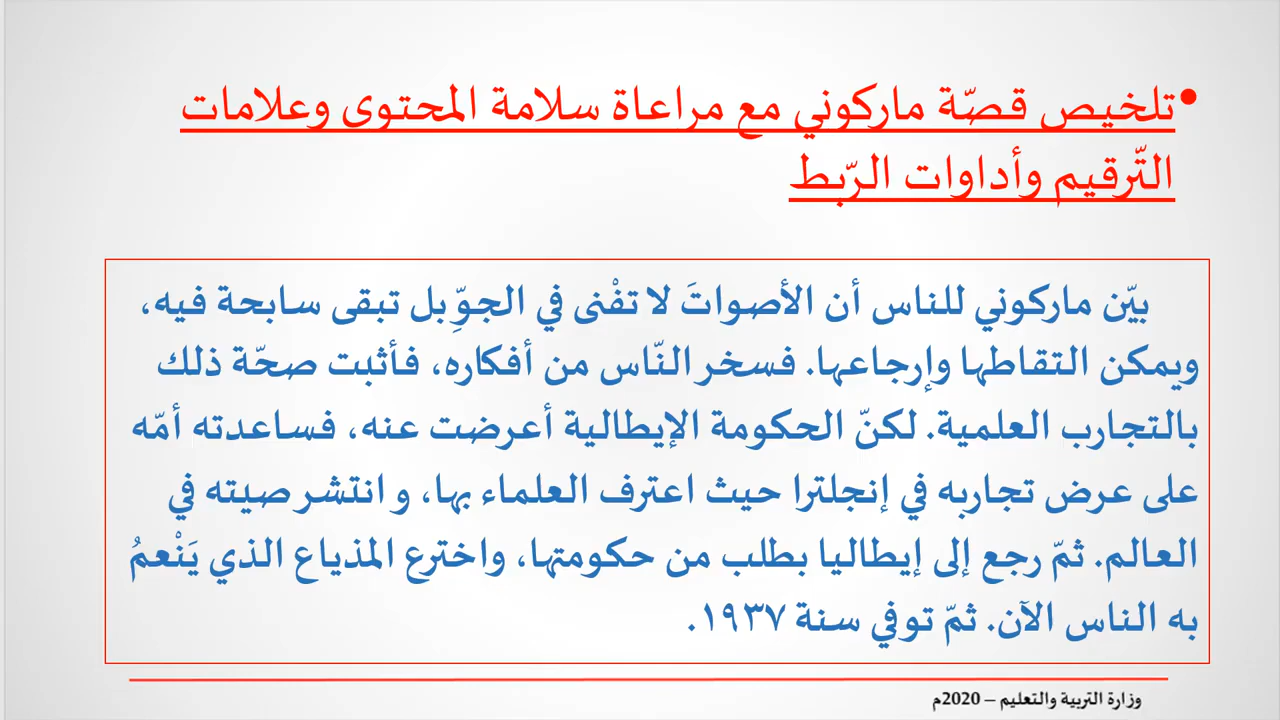 •تلخيص قصّة ماركوني مع مراعاة سلامة المحتوى وعلامات
التّرقيم وأداوات الرّبط
بيّن ماركوني للناس أن الأصواتَ لا تفْنى في الجوِّ بل تبقى سابحة فيه،
ويمكن التقاطها وإرجاعها. فسخر النّاس من أفكاره، فأثبت صحّة ذلك
بالتجارب العلمية. لكنّ الحكومة الإيطالية أعرضت عنه، فساعدته أمّه
على عرض تجاربه في إنجلترا حيث اعترف العلماء بها، و انتشر صيته في
العالم. ثمّ رجع إلى إيطاليا بطلب من حكومتها، واخترع المذياع الذي يَنْعمُ
به الناس الآن. ثمّ توفي سنة ١٩٣٧.
وزارة التربية والتعليم – 2020م